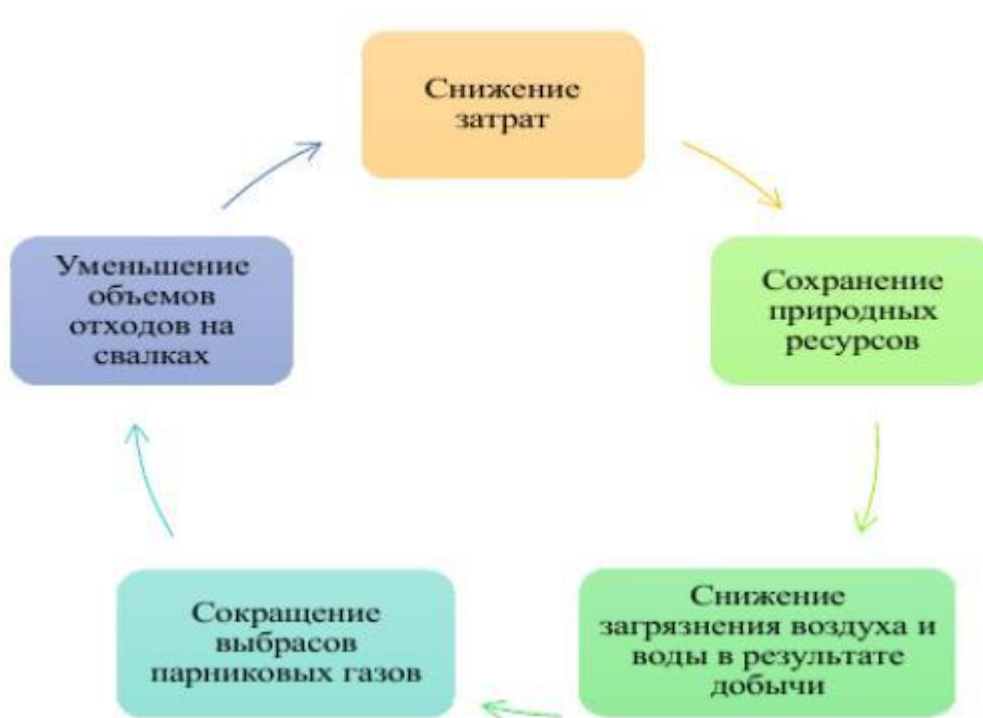 Снижение
затрат
Сохранение
природных
ресурсов
Снижение
загрязнения воздуха и
воды в результате
добычи
Сокращение
выбрасов
парниковых газов
Уменьшение
объемов
отходов на
свалках